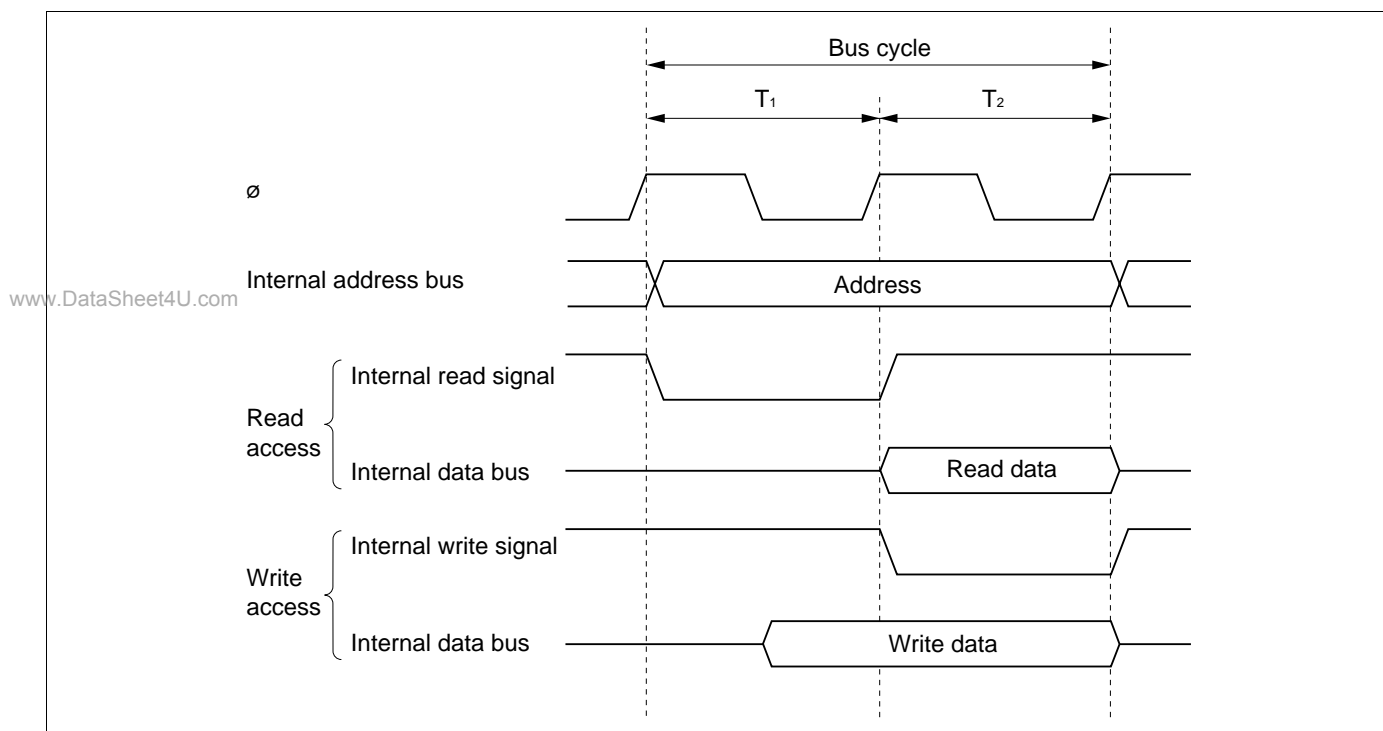 Bus cycle
T₁
T₂
ø
Internal address bus
Address
www.DataSheet4U.com
Read
access
Internal read signal
Internal data bus
Read data
Write
access
Internal write signal
Internal data bus
Write data